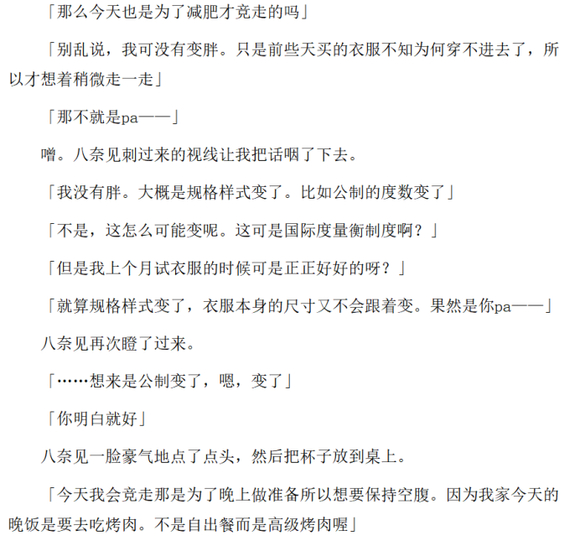 「那么今天也是为了减肥才竞走的吗」
「别乱说，我可没有变胖。只是前些天买的衣服不知为何穿不进去了，所
以才想着稍微走一走」
「那不就是pa——」
噌。八奈见刺过来的视线让我把话咽了下去。
「我没有胖。大概是规格样式变了。比如公制的度数变了」
「不是，这怎么可能变呢。这可是国际度量衡制度啊？」
「但是我上个月试衣服的时候可是正正好好的呀？」
「就算规格样式变了，衣服本身的尺寸又不会跟着变。果然是你pa——」
八奈见再次瞪了过来。
「……想来是公制变了，嗯，变了」
「你明白就好」
八奈见一脸豪气地点了点头，然后把杯子放到桌上。
「今天我会竞走那是为了晚上做准备所以想要保持空腹。因为我家今天的
晚饭是要去吃烤肉。不是自出餐而是高级烤肉喔」